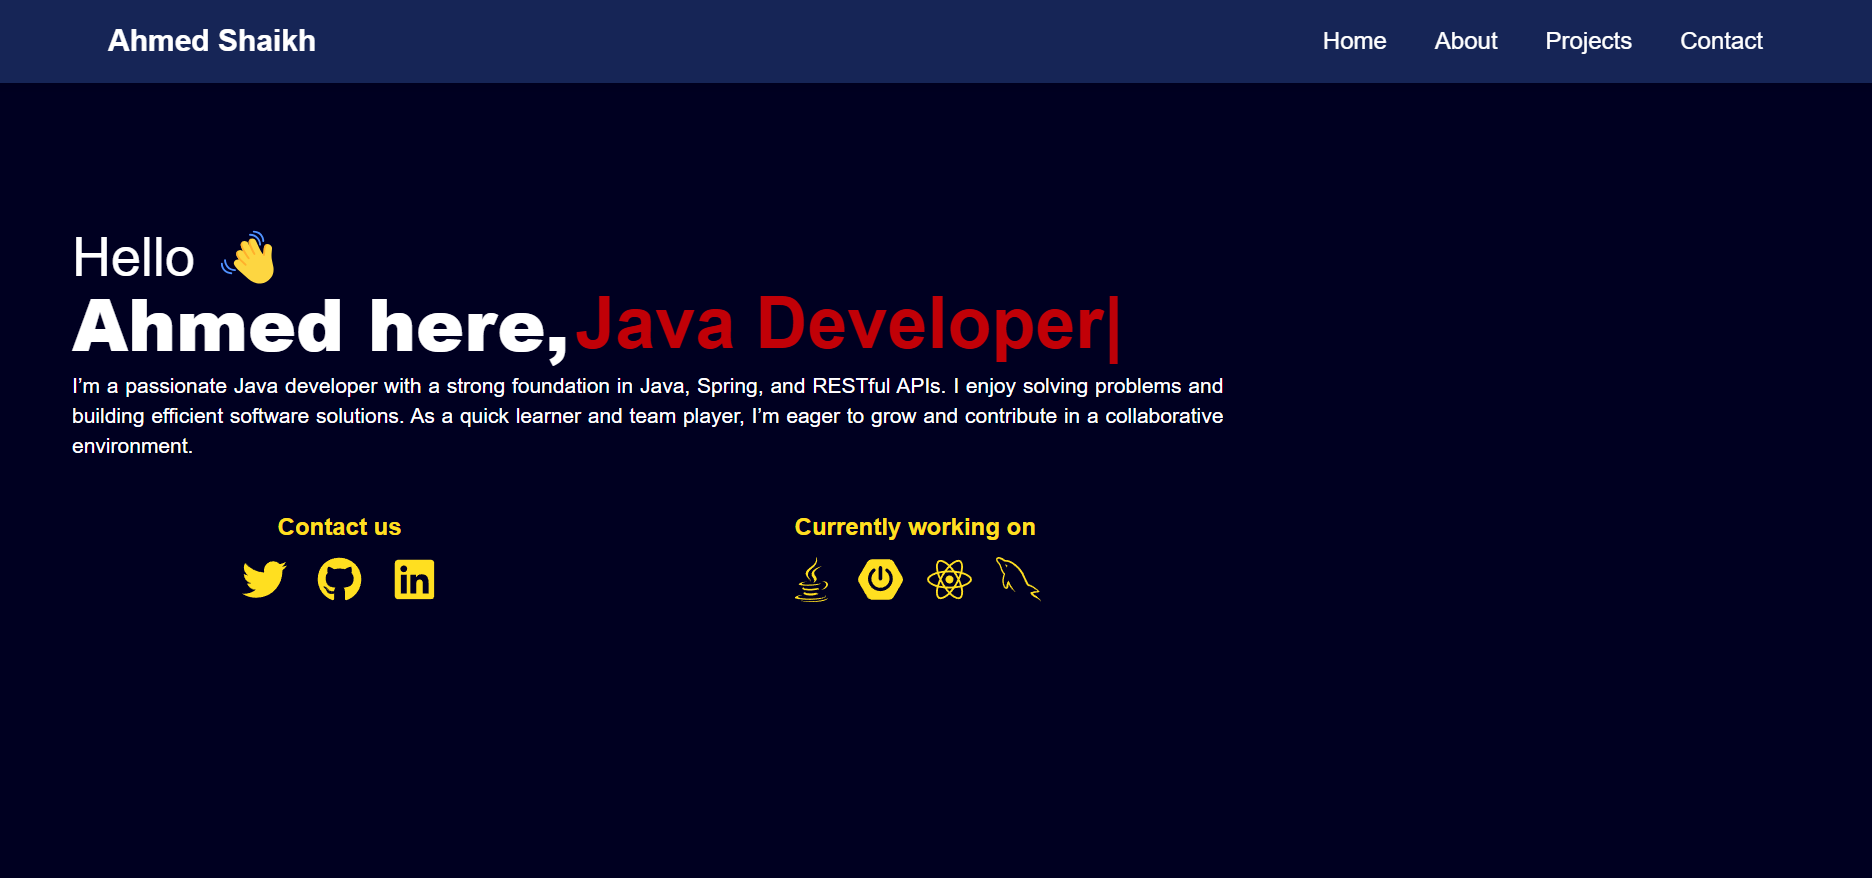 Ahmed Shaikh
Home About Projects Contact
Hello
Ahmed here, Java Developer|
I’m a passionate Java developer with a strong foundation in Java, Spring, and RESTful APIs. I enjoy solving problems and
building efficient software solutions. As a quick learner and team player, I’m eager to grow and contribute in a collaborative
environment.
Contact us
Currently working on
in